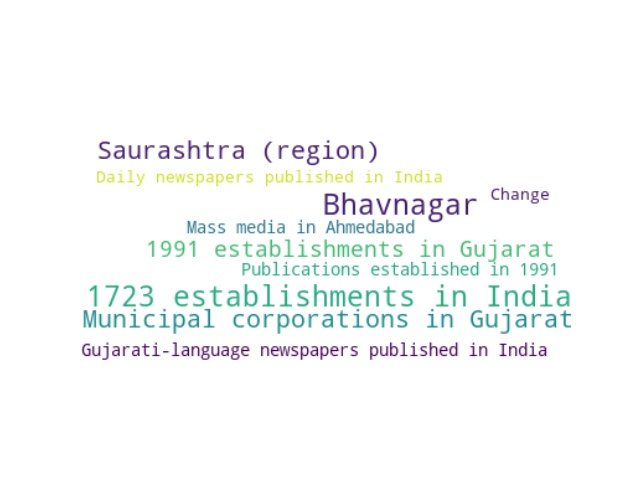 Saurashtra (region)
Daily newspapers published in India
Change
Bhavnagar
Mass media in Ahmedabad
1991 establishments in Gujarat
Publications established in 1991
1723 establishments in India
Municipal corporations in Gujarat
Gujarati-language newspapers published in India